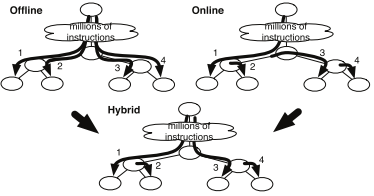 Offline
Online
millions of
instructions
millions of
instructions
1
2
3
4
1
2
3
4
Hybrid
millions of
instructions
1
2
3
4